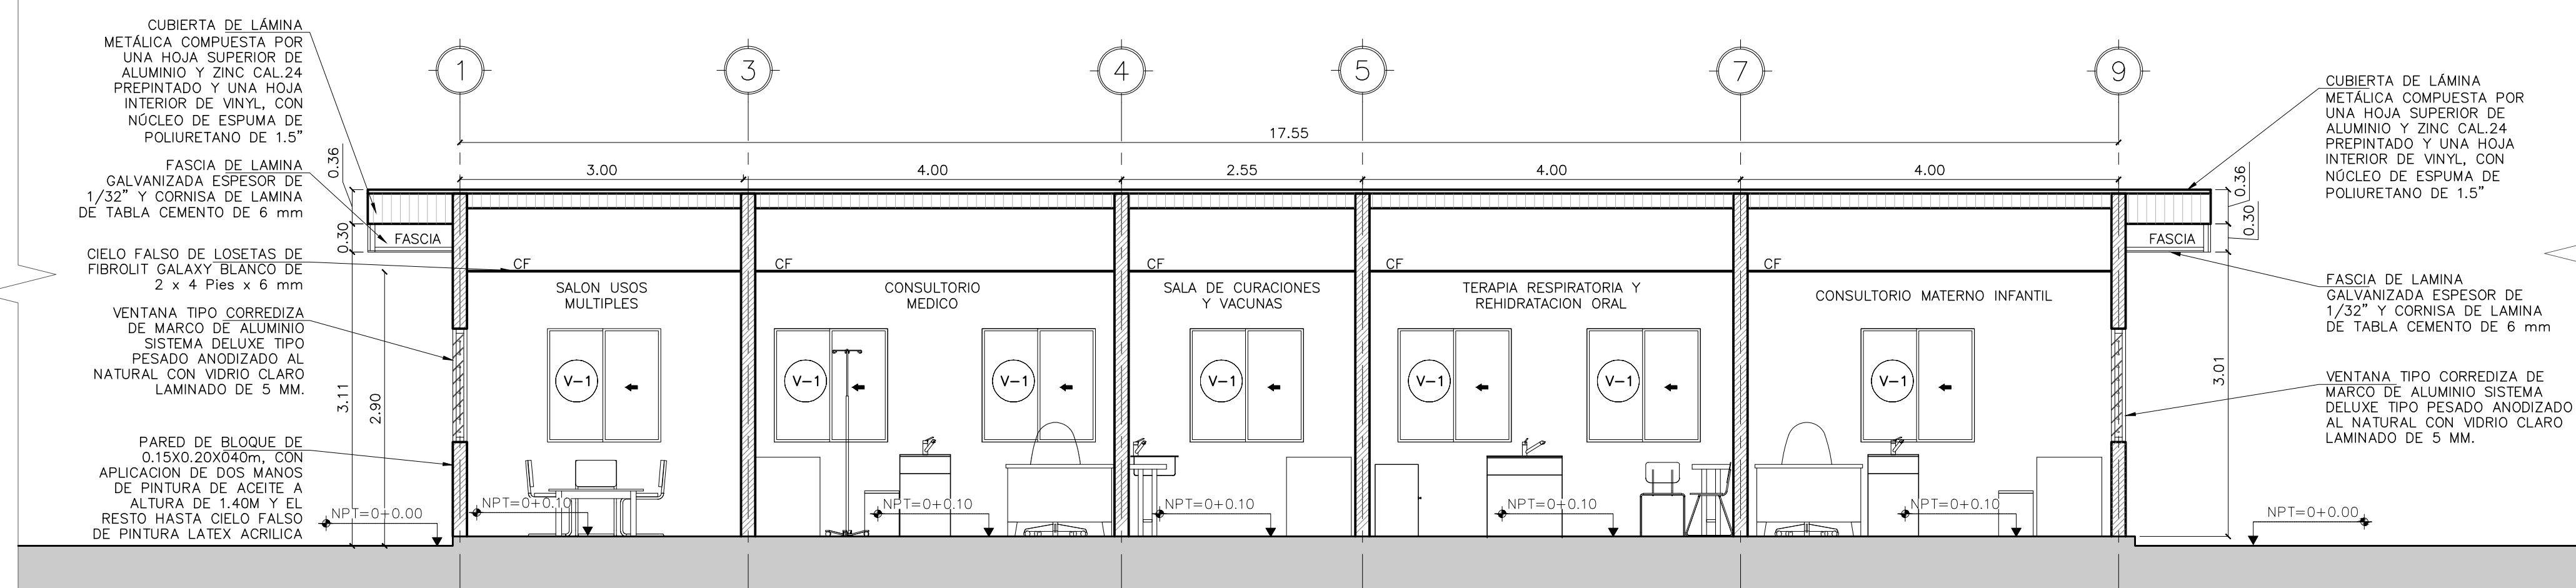 CUBIERTA DE LÁMINA
METÁLICA COMPUESTA POR
UNA HOJA SUPERIOR DE
ALUMINIO Y ZINC CAL.24
PREPINTADO Y UNA HOJA
INTERIOR DE VINYL, CON
NÚCLEO DE ESPUMA DE
POLIURETANO DE 1.5"
FASCIA DE LAMINA
GALVANIZADA ESPESOR DE
1/32" Y CORNISA DE LAMINA
DE TABLA CEMENTO DE 6 mm
CIELO FALSO DE LOSETAS DE
FIBROLIT GALAXY BLANCO DE
2 x 4 Pies x 6 mm
VENTANA TIPO CORREDIZA
DE MARCO DE ALUMINIO
SISTEMA DELUXE TIPO
PESADO ANODIZADO AL
NATURAL CON VIDRIO CLARO
LAMINADO DE 5 MM.
PARED DE BLOQUE DE
0.15X0.20X040m, CON
APLICACION DE DOS MANOS
DE PINTURA DE ACEITE A
ALTURA DE 1.40M Y EL
RESTO HASTA CIELO FALSO
DE PINTURA LATEX ACRILICA
0.36
0.30
3.11
2.90
NPT=0+0.00
1
3
4
5
7
9
17.55
3.00
4.00
2.55
4.00
4.00
FASCIA
CF
CF
CF
CF
CF
SALON USOS
MULTIPLES
CONSULTORIO
MEDICO
SALA DE CURACIONES
Y VACUNAS
TERAPIA RESPIRATORIA Y
REHIDRATACION ORAL
CONSULTORIO MATERNO INFANTIL
V-1
V-1
V-1
V-1
V-1
V-1
V-1
NPT=0+0.10
NPT=0+0.10
NPT=0+0.10
NPT=0+0.10
NPT=0+0.10
FASCIA
0.36
0.30
3.01
NPT=0+0.00
CUBIERTA DE LÁMINA
METÁLICA COMPUESTA POR
UNA HOJA SUPERIOR DE
ALUMINIO Y ZINC CAL.24
PREPINTADO Y UNA HOJA
INTERIOR DE VINYL, CON
NÚCLEO DE ESPUMA DE
POLIURETANO DE 1.5"
FASCIA DE LAMINA
GALVANIZADA ESPESOR DE
1/32" Y CORNISA DE LAMINA
DE TABLA CEMENTO DE 6 mm
VENTANA TIPO CORREDIZA DE
MARCO DE ALUMINIO SISTEMA
DELUXE TIPO PESADO ANODIZADO
AL NATURAL CON VIDRIO CLARO
LAMINADO DE 5 MM.